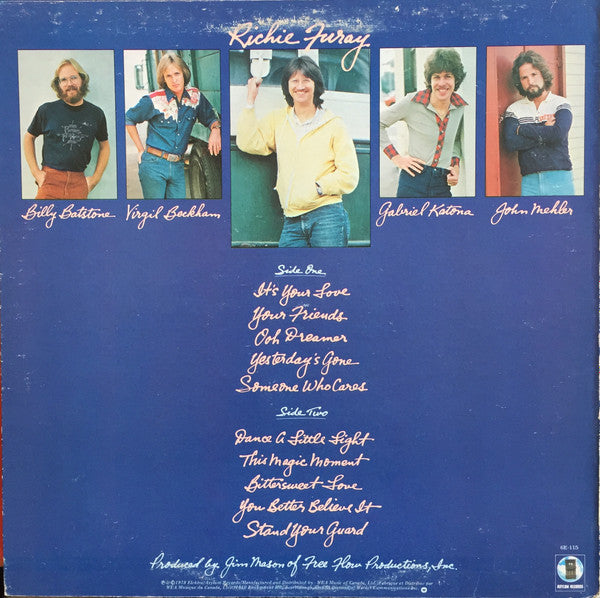 Richie Furay
Billy Batstone
Virgil Beckham
Gabriel Katona
John Mehler
Side One
It's Your Love
Your Friends
Ooh Dreamer
Yesterday's Gone
Someone Who Cares
Side Two
Dance A Little Light
This Magic Moment
Bittersweet Love
You Better Believe It
Stand Your Guard
Produced by: Jim Mason of Free Flow Productions, Inc.
6E-115
ASYLUM RECORDS